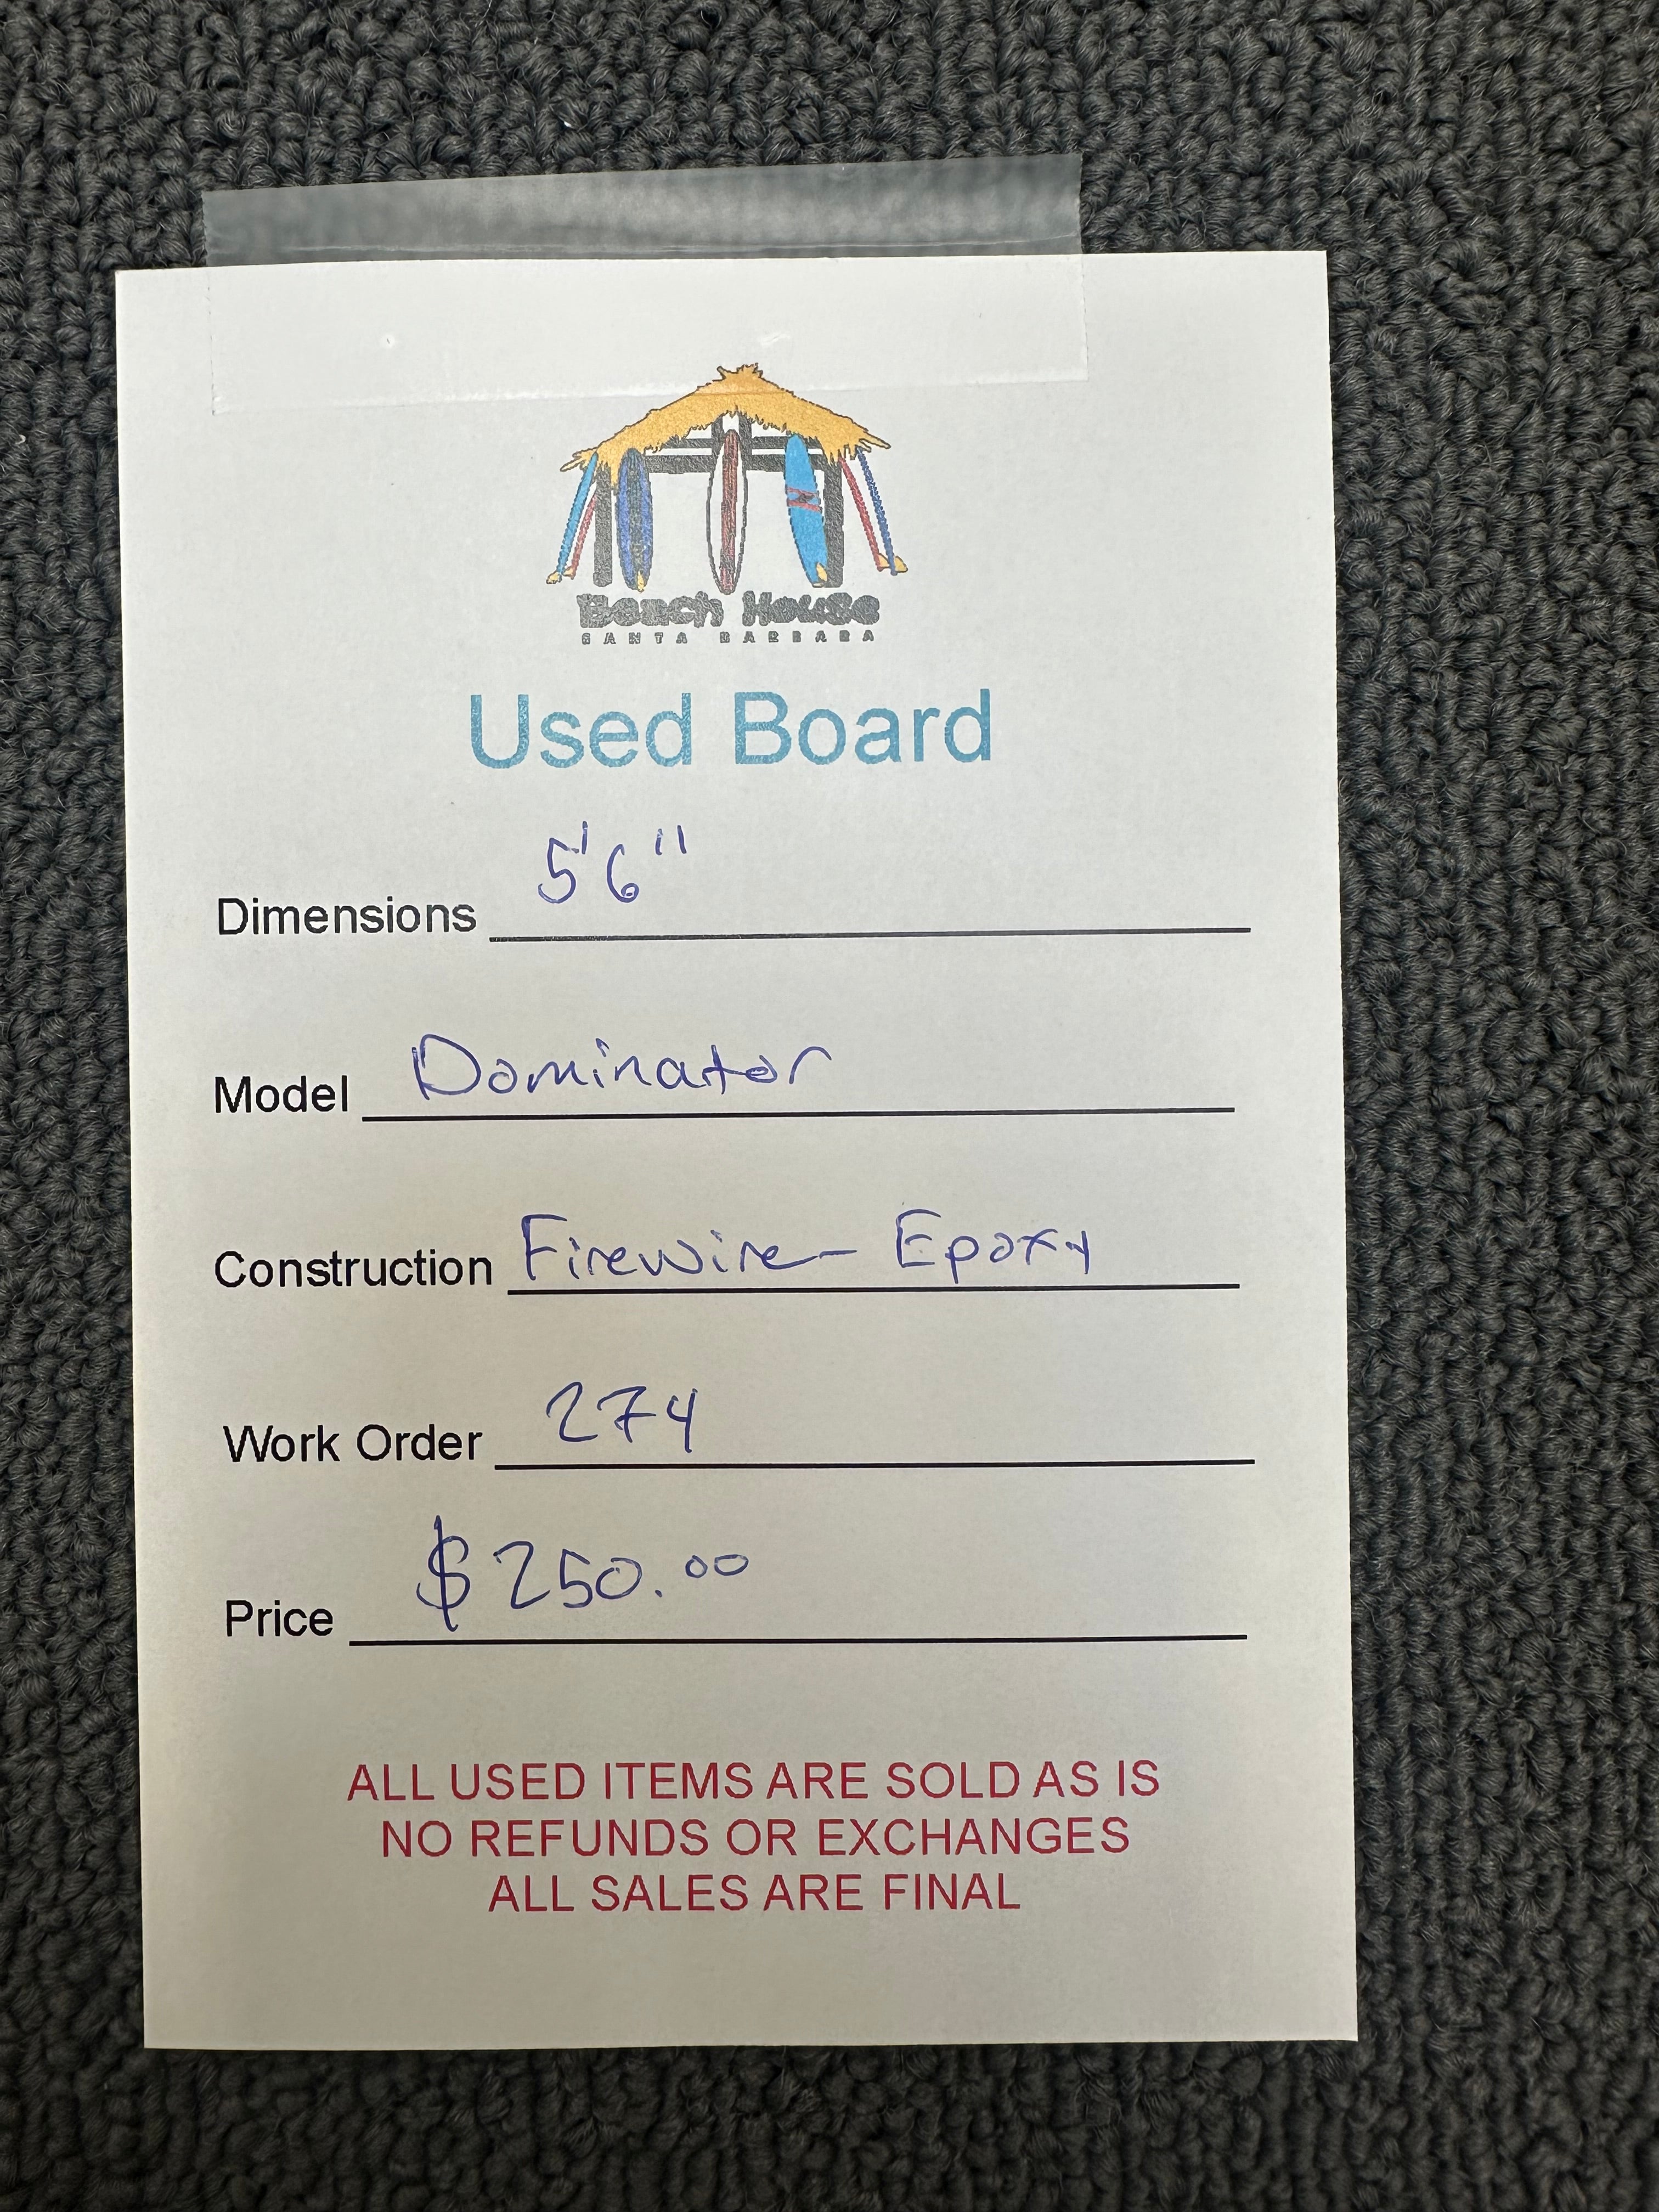 Beach House
SANTA BARBARA
Used Board
Dimensions 5'6"
Model Dominator
Construction Firewire - Epoxy
Work Order 274
Price $250.00
ALL USED ITEMS ARE SOLD AS IS
NO REFUNDS OR EXCHANGES
ALL SALES ARE FINAL